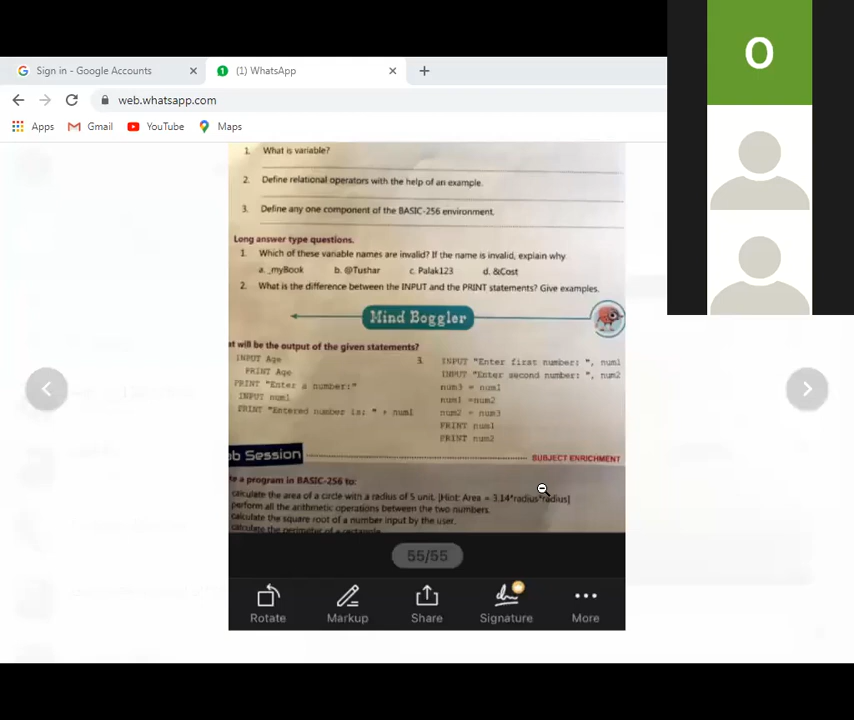 Sign in - Google Accounts
(1) WhatsApp
web.whatsapp.com
Apps Gmail YouTube Maps
O
1. What is variable?
2. Define relational operators with the help of an example.
3. Define any one component of the BASIC-256 environment.
Long answer type questions.
1. Which of these variable names are invalid? If the name is invalid, explain why
a. _myBook b. @Tushar c. Palak123 d. &Cost
2. What is the difference between the INPUT and the PRINT statements? Give examples.
Mind Boggler
at will be the output of the given statements?
INPUT Age
PRINT Age
PRINT "Enter a number:"
INPUT num1
PRINT "Entered number is: " + num1
3. INPUT "Enter first number: ", num1
INPUT "Enter second number: ", num2
num3 = num1
num1 =num2
num2 = num3
PRINT num1
PRINT num2
ob Session
SUBJECT ENRICHMENT
te a program in BASIC-256 to:
calculate the area of a circle with a radius of 5 unit. [Hint: Area = 3.14*radius*radius]
perform all the arithmetic operations between the two numbers.
calculate the square root of a number input by the user.
calculate the perimeter of a rectangle
55/55
Rotate Markup Share Signature More